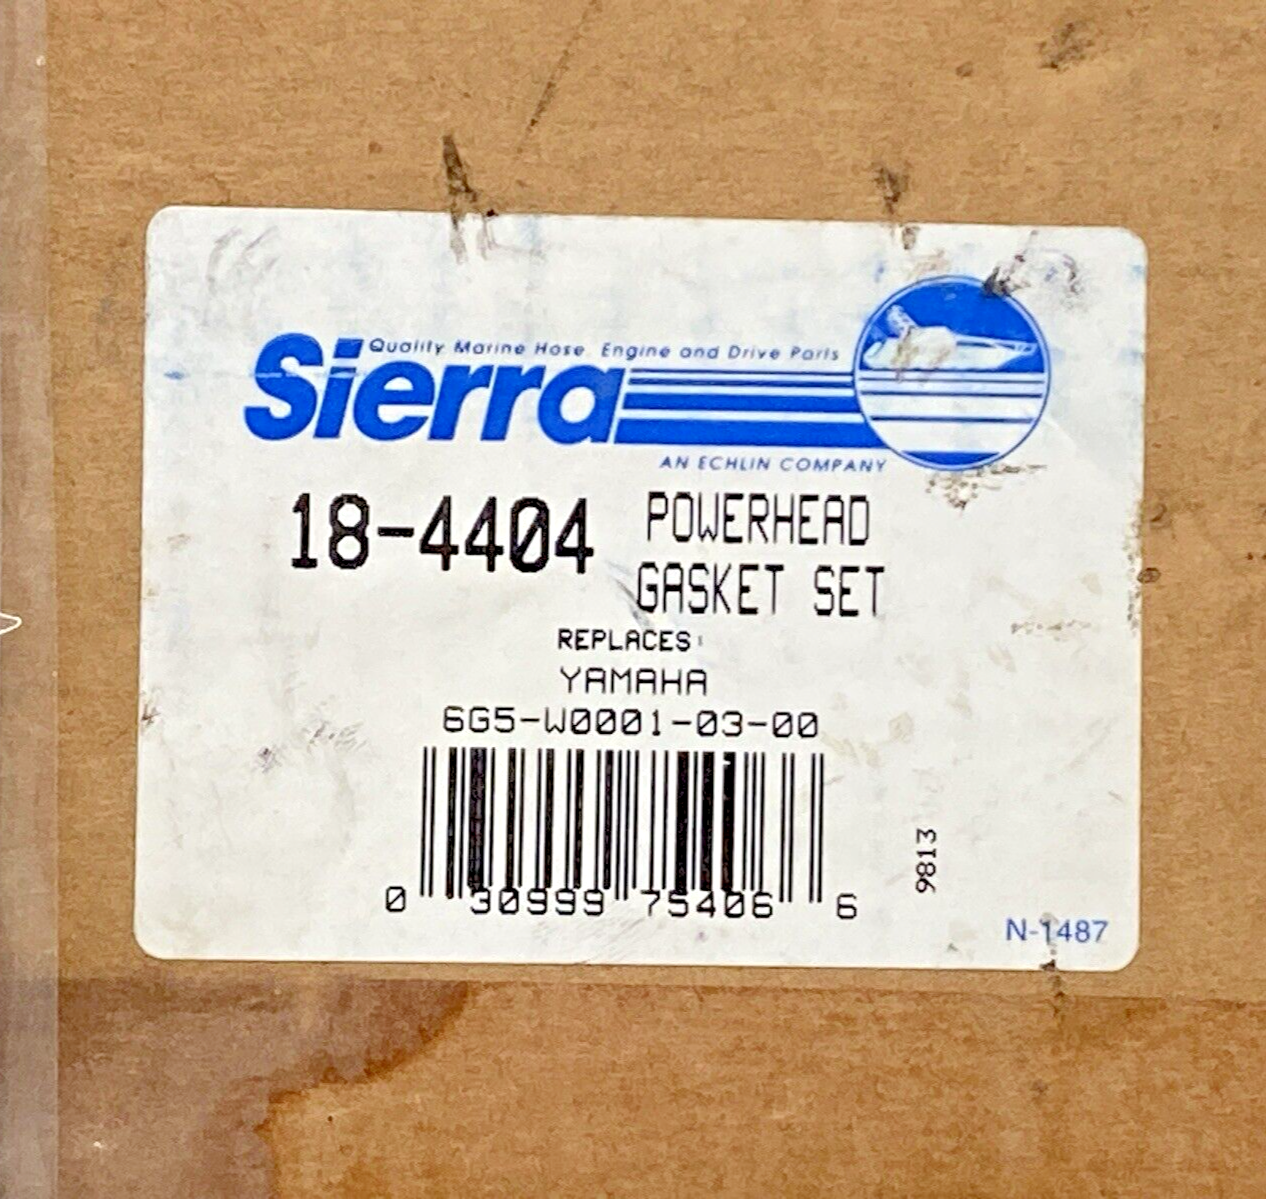 Quality Marine Hose, Engine and Drive Parts
Sierra
AN ECHLIN COMPANY
18-4404
POWERHEAD
GASKET SET
REPLACES:
YAMAHA
6G5-W0001-03-00
0 30999 75406 6
9813
N-1487